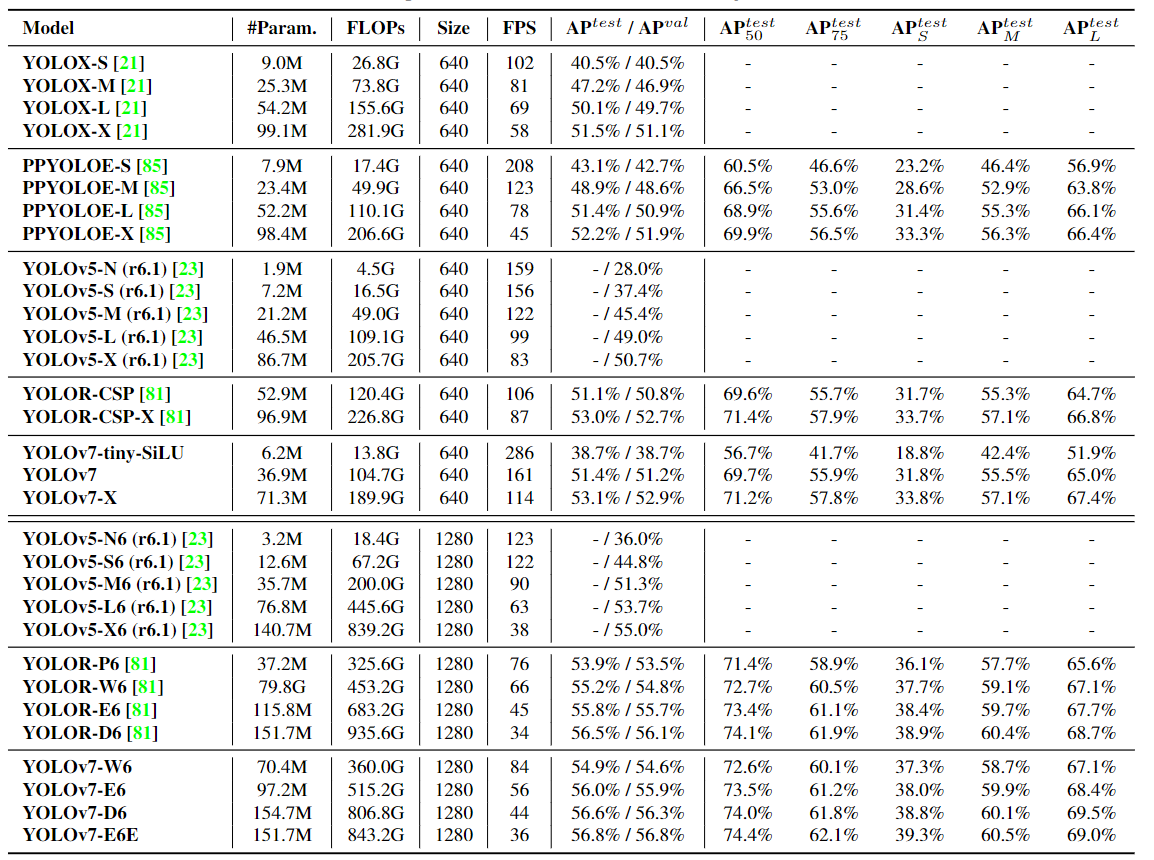 Model #Param. FLOPs Size FPS AP^test / AP^val AP_50^test AP_75^test AP_S^test AP_M^test AP_L^test
YOLOX-S [21] 9.0M 26.8G 640 102 40.5% / 40.5% - - - - -
YOLOX-M [21] 25.3M 73.8G 640 81 47.2% / 46.9% - - - - -
YOLOX-L [21] 54.2M 155.6G 640 69 50.1% / 49.7% - - - - -
YOLOX-X [21] 99.1M 281.9G 640 58 51.5% / 51.1% - - - - -
PPYOLOE-S [85] 7.9M 17.4G 640 208 43.1% / 42.7% 60.5% 46.6% 23.2% 46.4% 56.9%
PPYOLOE-M [85] 23.4M 49.9G 640 123 48.9% / 48.6% 66.5% 53.0% 28.6% 52.9% 63.8%
PPYOLOE-L [85] 52.2M 110.1G 640 78 51.4% / 50.9% 68.9% 55.6% 31.4% 55.3% 66.1%
PPYOLOE-X [85] 98.4M 206.6G 640 45 52.2% / 51.9% 69.9% 56.5% 33.3% 56.3% 66.4%
YOLOv5-N (r6.1) [23] 1.9M 4.5G 640 159 - / 28.0% - - - - -
YOLOv5-S (r6.1) [23] 7.2M 16.5G 640 156 - / 37.4% - - - - -
YOLOv5-M (r6.1) [23] 21.2M 49.0G 640 122 - / 45.4% - - - - -
YOLOv5-L (r6.1) [23] 46.5M 109.1G 640 99 - / 49.0% - - - - -
YOLOv5-X (r6.1) [23] 86.7M 205.7G 640 83 - / 50.7% - - - - -
YOLOR-CSP [81] 52.9M 120.4G 640 106 51.1% / 50.8% 69.6% 55.7% 31.7% 55.3% 64.7%
YOLOR-CSP-X [81] 96.9M 226.8G 640 87 53.0% / 52.7% 71.4% 57.9% 33.7% 57.1% 66.8%
YOLOv7-tiny-SiLU 6.2M 13.8G 640 286 38.7% / 38.7% 56.7% 41.7% 18.8% 42.4% 51.9%
YOLOv7 36.9M 104.7G 640 161 51.4% / 51.2% 69.7% 55.9% 31.8% 55.5% 65.0%
YOLOv7-X 71.3M 189.9G 640 114 53.1% / 52.9% 71.2% 57.8% 33.8% 57.1% 67.4%
YOLOv5-N6 (r6.1) [23] 3.2M 18.4G 1280 123 - / 36.0% - - - - -
YOLOv5-S6 (r6.1) [23] 12.6M 67.2G 1280 122 - / 44.8% - - - - -
YOLOv5-M6 (r6.1) [23] 35.7M 200.0G 1280 90 - / 51.3% - - - - -
YOLOv5-L6 (r6.1) [23] 76.8M 445.6G 1280 63 - / 53.7% - - - - -
YOLOv5-X6 (r6.1) [23] 140.7M 839.2G 1280 38 - / 55.0% - - - - -
YOLOR-P6 [81] 37.2M 325.6G 1280 76 53.9% / 53.5% 71.4% 58.9% 36.1% 57.7% 65.6%
YOLOR-W6 [81] 79.8G 453.2G 1280 66 55.2% / 54.8% 72.7% 60.5% 37.7% 59.1% 67.1%
YOLOR-E6 [81] 115.8M 683.2G 1280 45 55.8% / 55.7% 73.4% 61.1% 38.4% 59.7% 67.7%
YOLOR-D6 [81] 151.7M 935.6G 1280 34 56.5% / 56.1% 74.1% 61.9% 38.9% 60.4% 68.7%
YOLOv7-W6 70.4M 360.0G 1280 84 54.9% / 54.6% 72.6% 60.1% 37.3% 58.7% 67.1%
YOLOv7-E6 97.2M 515.2G 1280 56 56.0% / 55.9% 73.5% 61.2% 38.0% 59.9% 68.4%
YOLOv7-D6 154.7M 806.8G 1280 44 56.6% / 56.3% 74.0% 61.8% 38.8% 60.1% 69.5%
YOLOv7-E6E 151.7M 843.2G 1280 36 56.8% / 56.8% 74.4% 62.1% 39.3% 60.5% 69.0%